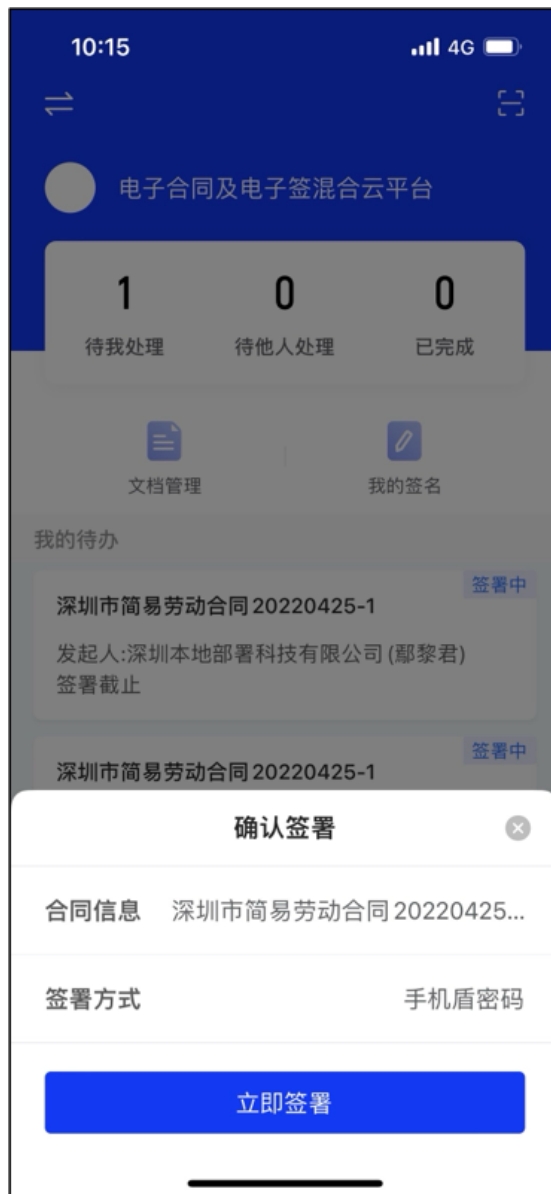 10:15 4G
电子合同及电子签混合云平台
1 0 0
待我处理 待他人处理 已完成
文档管理 我的签名
我的待办
签署中
深圳市简易劳动合同20220425-1
发起人:深圳本地部署科技有限公司(鄢黎君)
签署截止
签署中
深圳市简易劳动合同20220425-1
确认签署
合同信息 深圳市简易劳动合同20220425...
签署方式 手机盾密码
立即签署